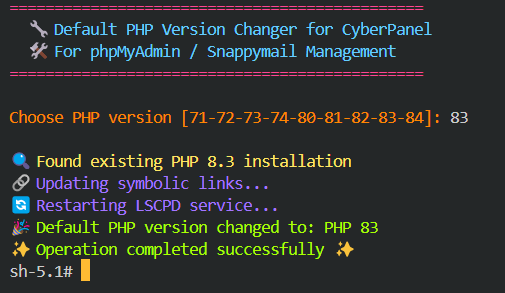 ==============================================
🔧 Default PHP Version Changer for CyberPanel
🛠️ For phpMyAdmin / Snappymail Management
==============================================
Choose PHP version [71-72-73-74-80-81-82-83-84]: 83
🔍 Found existing PHP 8.3 installation
🔗 Updating symbolic links...
🔄 Restarting LSCPD service...
🎉 Default PHP version changed to: PHP 83
✨ Operation completed successfully ✨
sh-5.1#